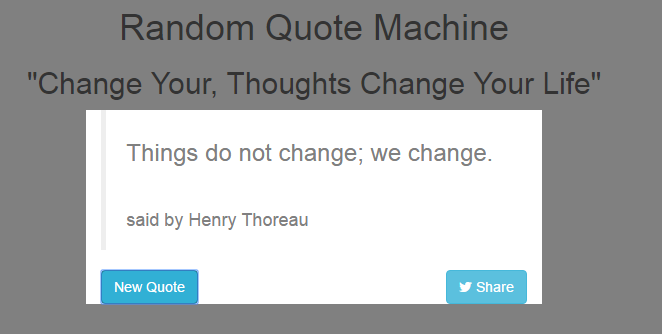 Random Quote Machine
"Change Your, Thoughts Change Your Life"
Things do not change; we change.
said by Henry Thoreau
New Quote
Share